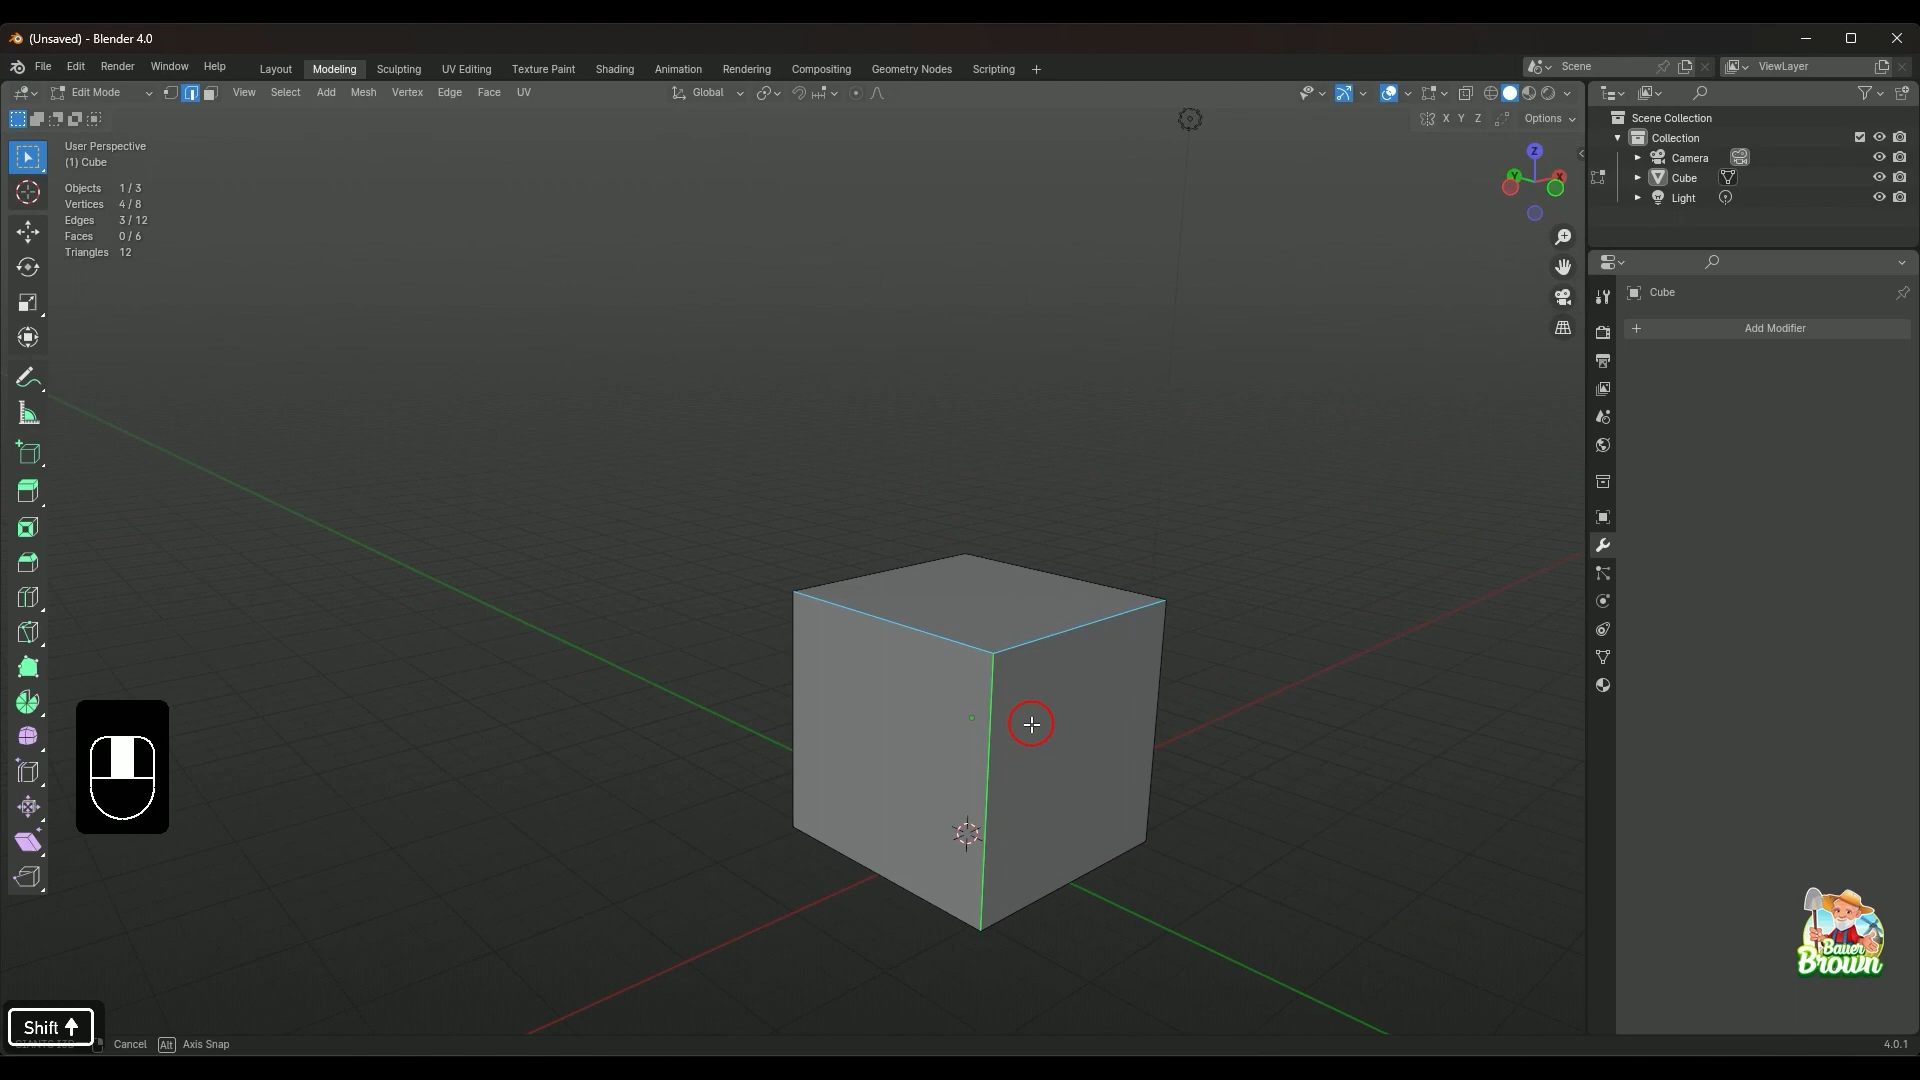 (Unsaved) - Blender 4.0
File Edit Render Window Help
Layout Modeling Sculpting UV Editing Texture Paint Shading Animation Rendering Compositing Geometry Nodes Scripting
Scene
ViewLayer
Edit Mode
View Select Add Mesh Vertex Edge Face UV
Global
X Y Z
Options
User Perspective
(1) Cube
Objects 1 / 3
Vertices 4 / 8
Edges 3 / 12
Faces 0 / 6
Triangles 12
Z
Y
X
Scene Collection
Collection
Camera
Cube
Light
Cube
Add Modifier
Bauer
Brown
Shift
Cancel Alt Axis Snap
4.0.1